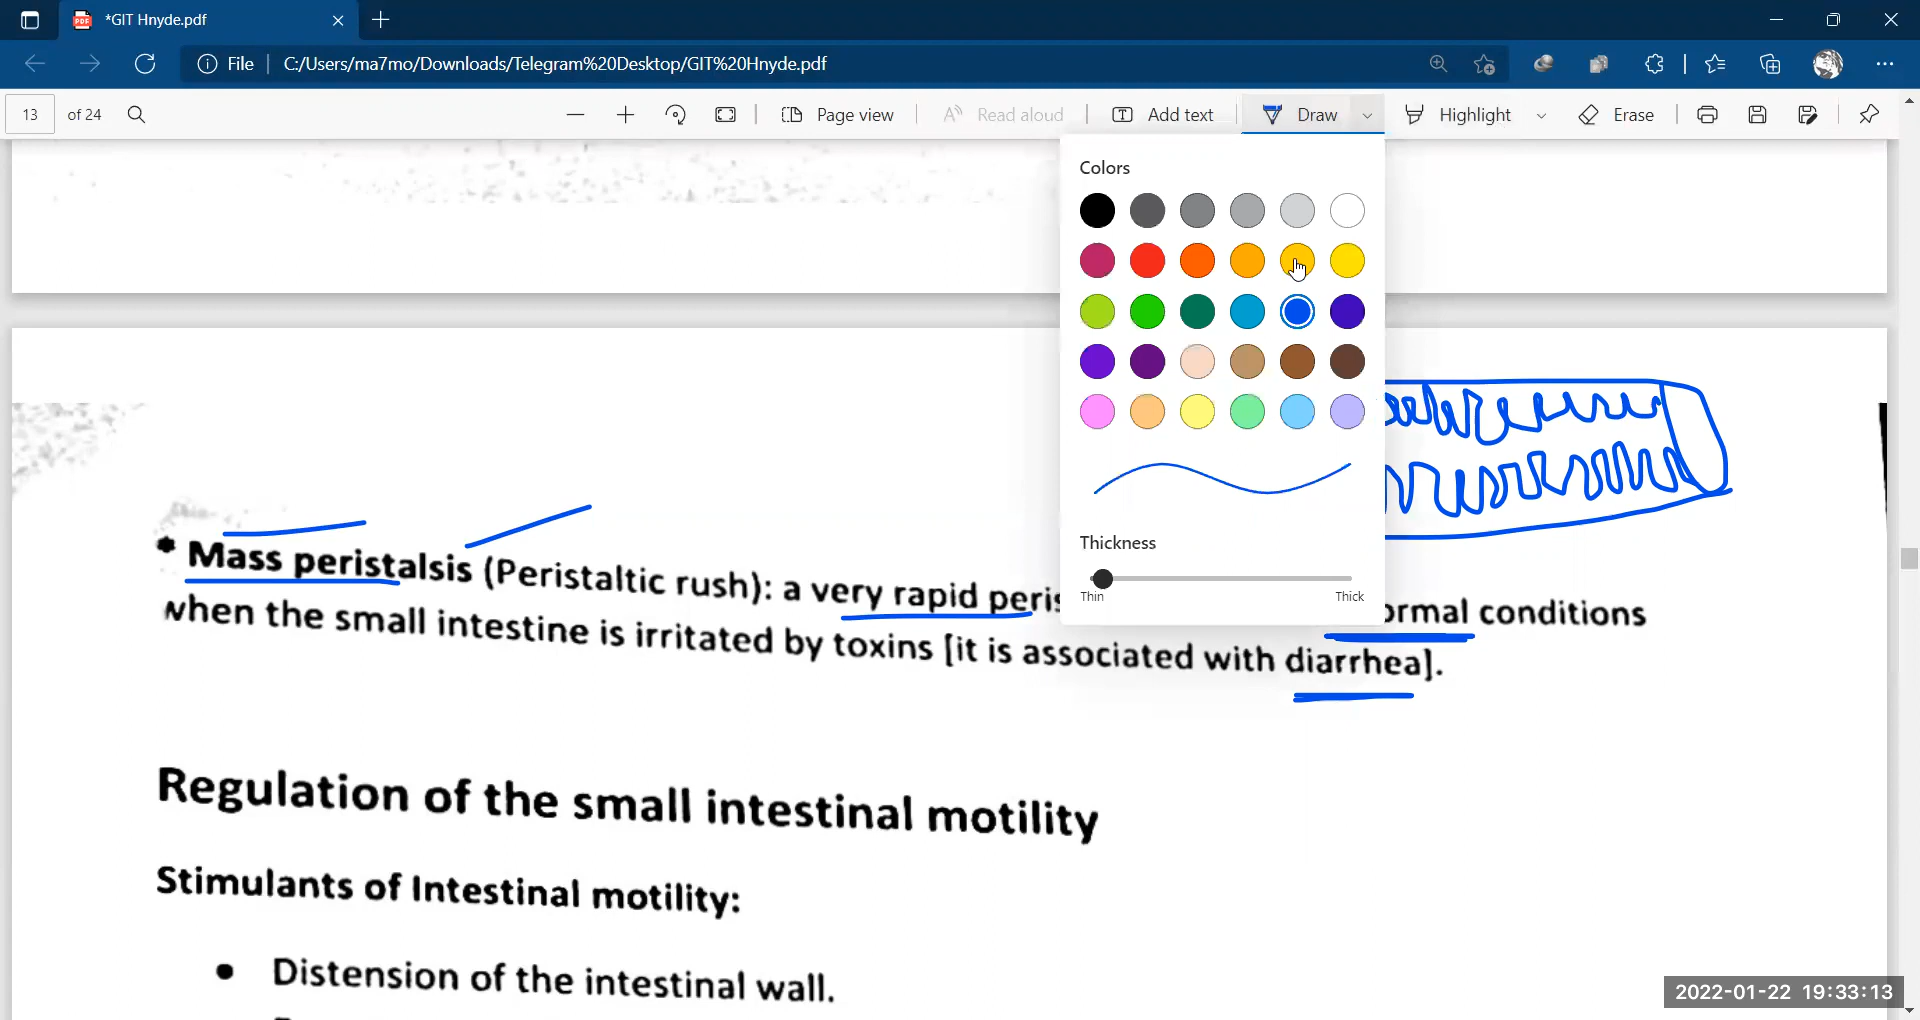 *GIT Hnyde.pdf
File C:/Users/ma7mo/Downloads/Telegram%20Desktop/GIT%20Hnyde.pdf
13 of 24 Page view Read aloud Add text Draw Highlight Erase
Colors
Thickness
Thin Thick
* Mass peristalsis (Peristaltic rush): a very rapid peris ormal conditions
when the small intestine is irritated by toxins [it is associated with diarrhea].
Regulation of the small intestinal motility
Stimulants of Intestinal motility:
● Distension of the intestinal wall.
2022-01-22 19:33:13